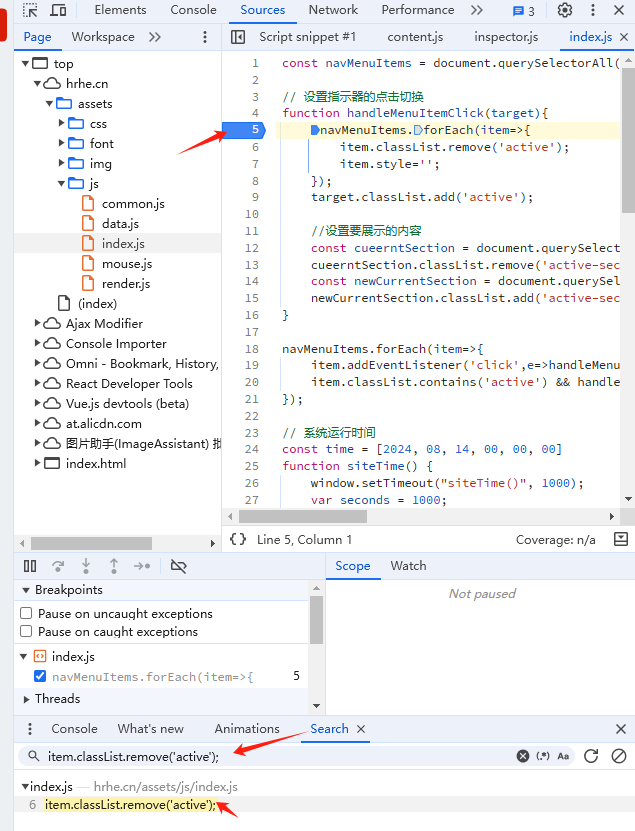 Elements Console Sources Network Performance 3
Page Workspace
Script snippet #1 content.js inspector.js index.js
top
hrhe.cn
assets
css
font
img
js
common.js
data.js
index.js
mouse.js
render.js
(index)
Ajax Modifier
Console Importer
Omni - Bookmark, History,
React Developer Tools
Vue.js devtools (beta)
at.alicdn.com
图片助手(ImageAssistant) 批
index.html
1 const navMenuItems = document.querySelectorAll(
2
3 // 设置指示器的点击切换
4 function handleMenuItemClick(target){
5 navMenuItems.forEach(item=>{
6 item.classList.remove('active');
7 item.style='';
8 });
9 target.classList.add('active');
10
11 //设置要展示的内容
12 const cueerntSection = document.querySelect
13 cueerntSection.classList.remove('active-sec
14 const newCurrentSection = document.querySel
15 newCurrentSection.classList.add('active-sec
16 }
17
18 navMenuItems.forEach(item=>{
19 item.addEventListener('click',e=>handleMenu
20 item.classList.contains('active') && handle
21 });
22
23 // 系统运行时间
24 const time = [2024, 08, 14, 00, 00, 00]
25 function siteTime() {
26 window.setTimeout("siteTime()", 1000);
27 var seconds = 1000;
{} Line 5, Column 1 Coverage: n/a
Breakpoints
Pause on uncaught exceptions
Pause on caught exceptions
index.js
navMenuItems.forEach(item=>{ 5
Threads
Scope Watch
Not paused
Console What's new Animations Search
item.classList.remove('active'); (.*) Aa
index.js — hrhe.cn/assets/js/index.js
6 item.classList.remove('active');